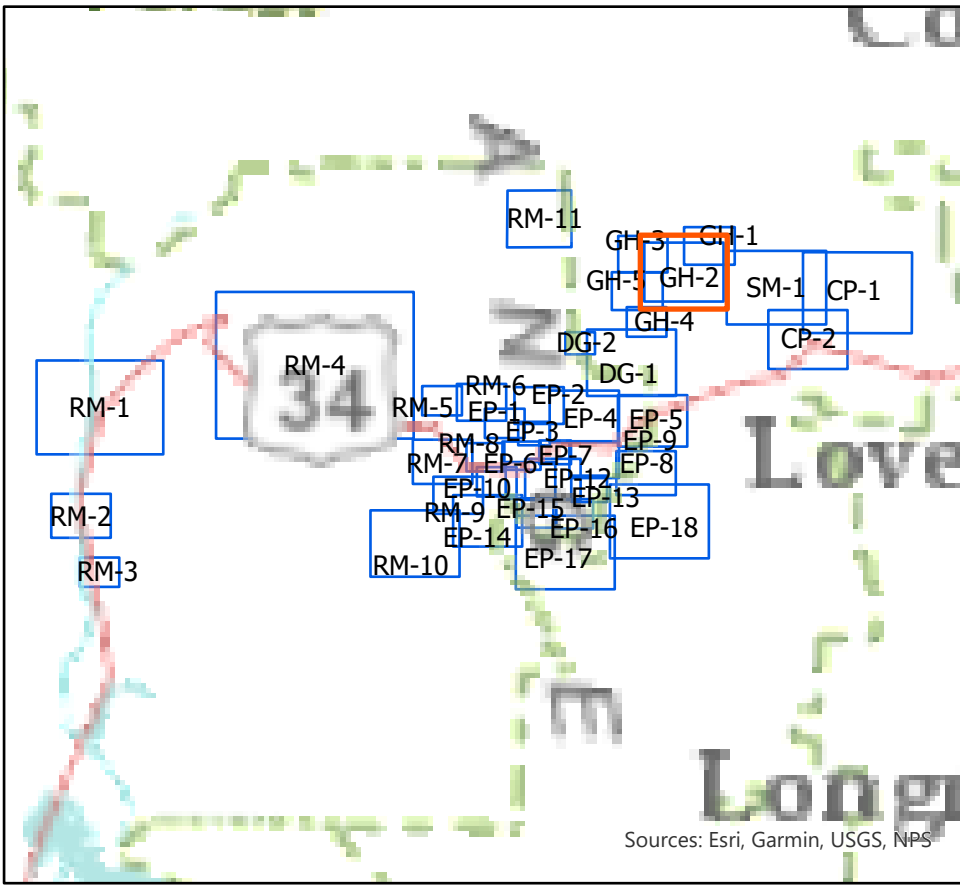 Co
A
RM-11
GH-1
GH-3
GH-2
GH-5
SM-1
CP-1
GH-4
N
DG-2
CP-2
RM-4
DG-1
34
RM-6
EP-2
RM-1
RM-5
EP-1
EP-4
EP-5
EP-3
RM-8
EP-9
Love
EP-7
RM-7
EP-6
EP-8
EP-12
EP-10
EP-13
RM-2
RM-9
EP-15
S
EP-16
EP-18
EP-14
EP-17
RM-10
RM-3
E
Longm
Sources: Esri, Garmin, USGS, NPS